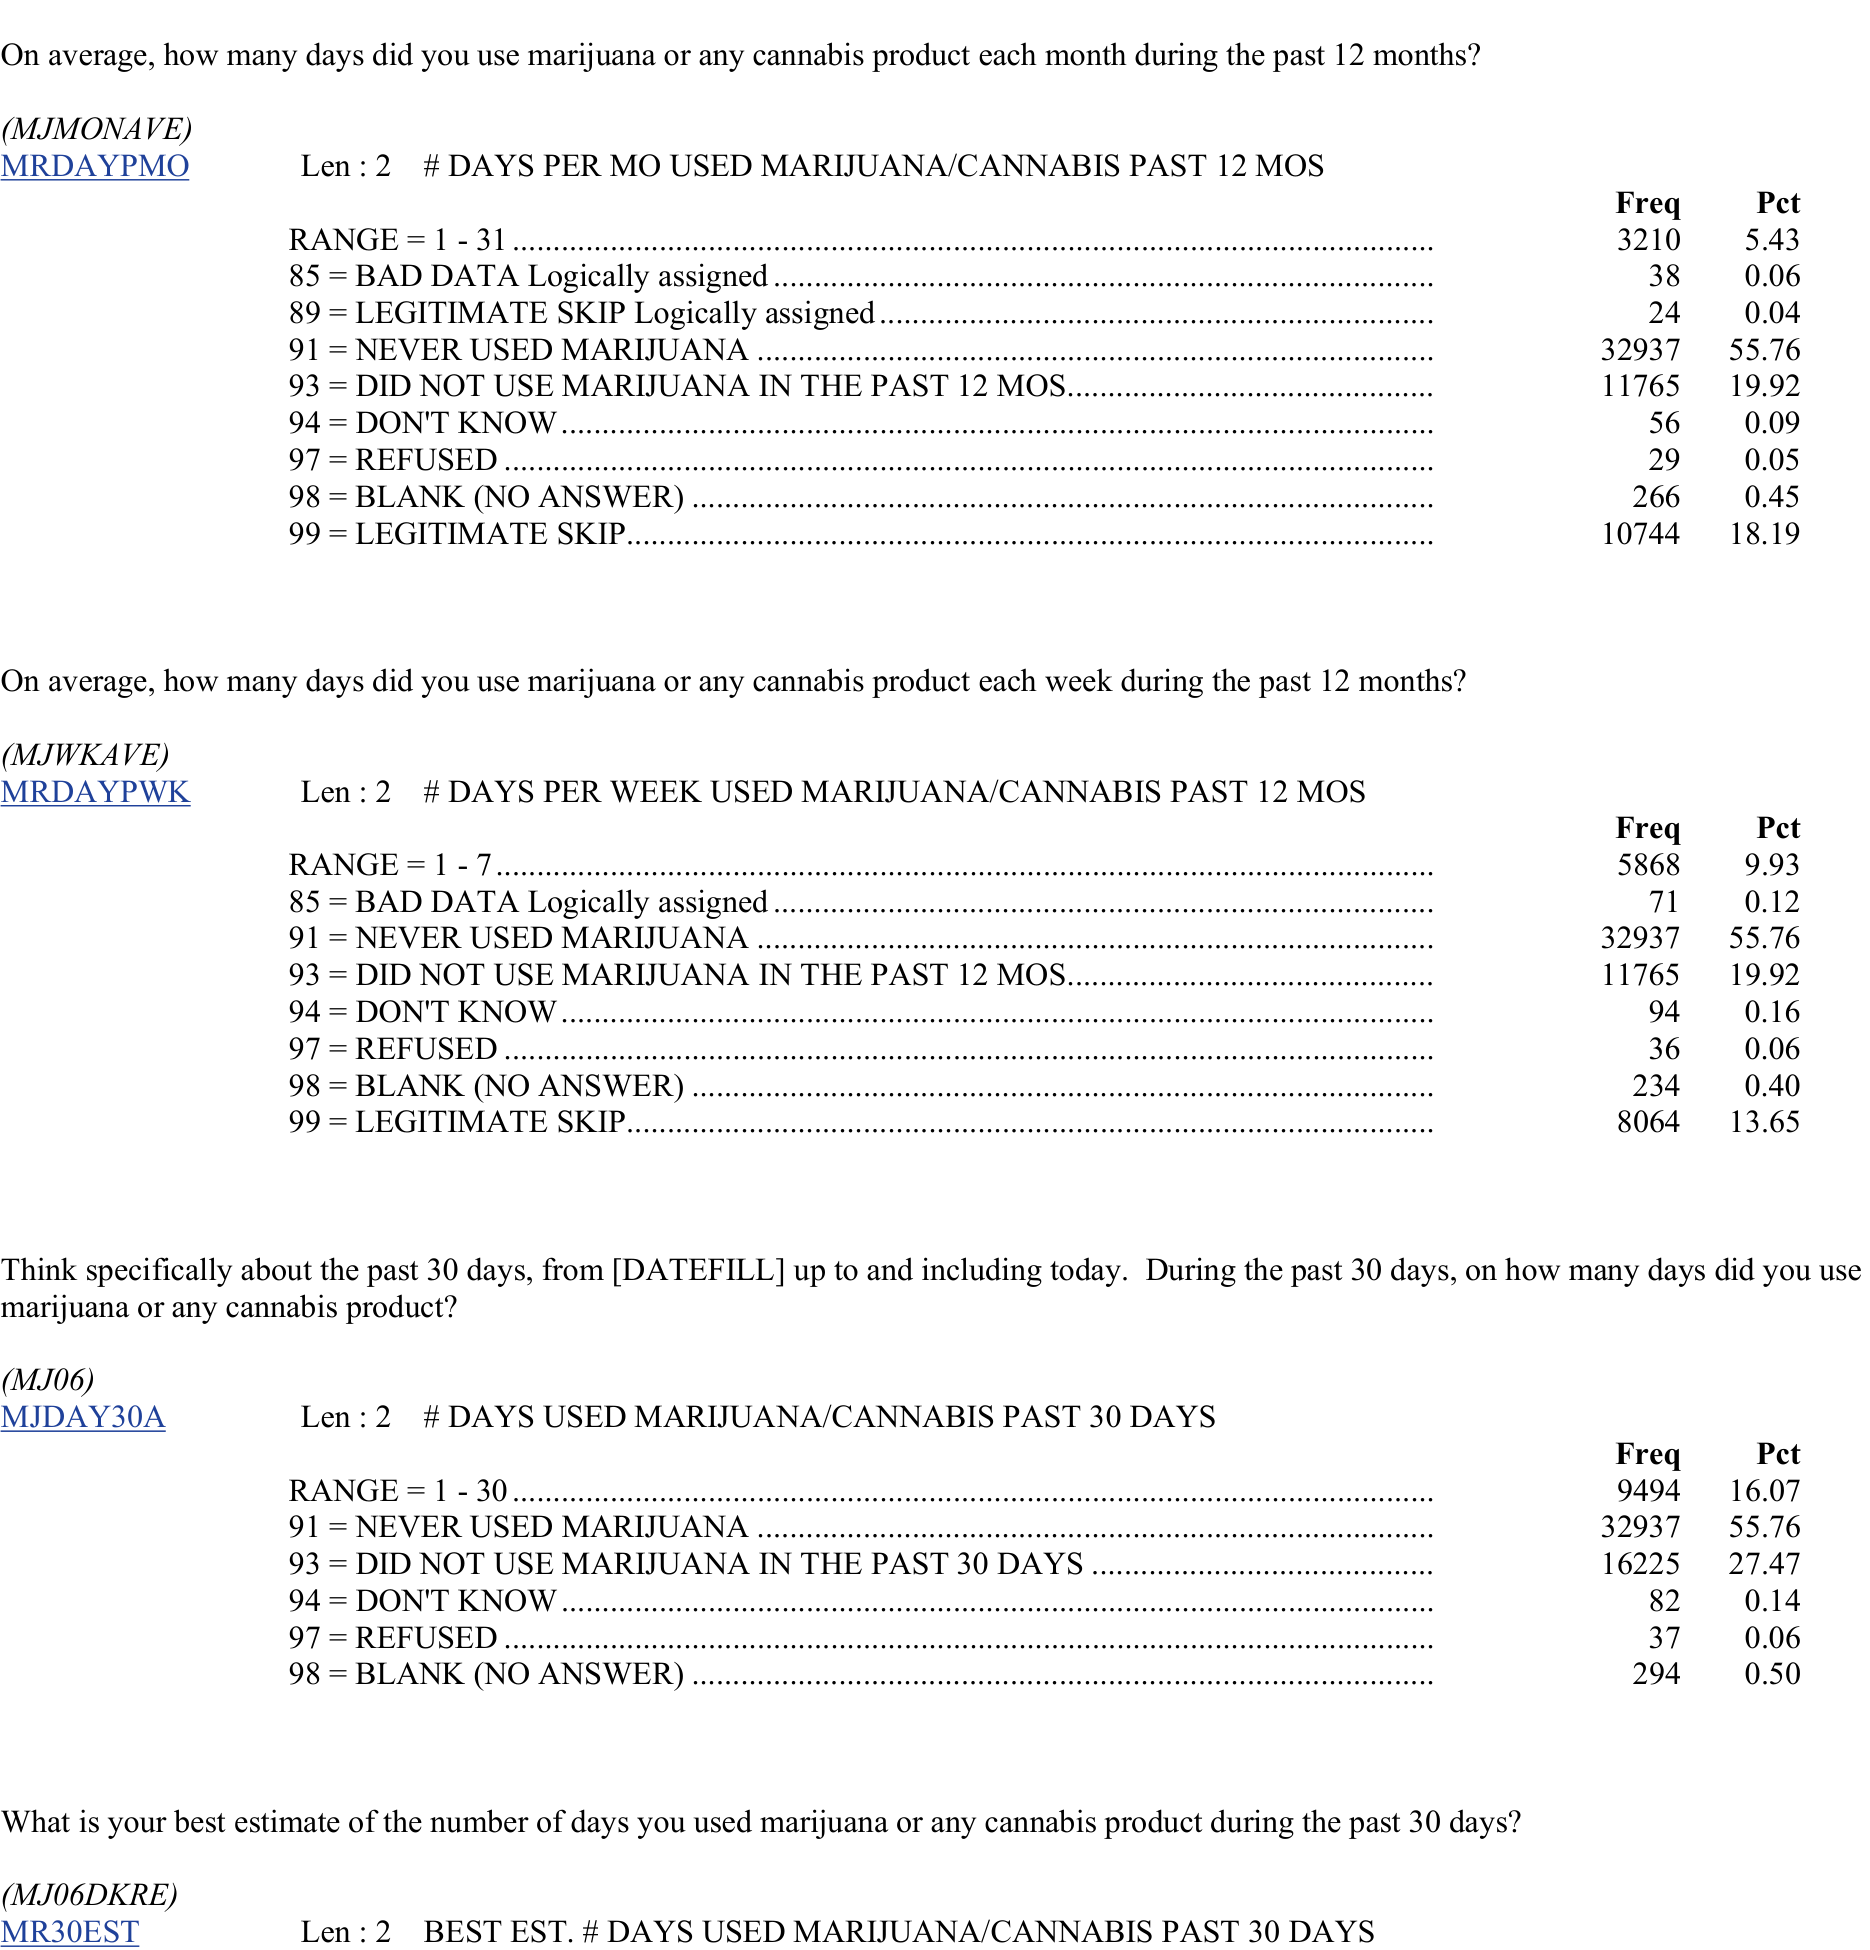 On average, how many days did you use marijuana or any cannabis product each month during the past 12 months?
(MJMONAVE)
MRDAYPMO Len : 2 # DAYS PER MO USED MARIJUANA/CANNABIS PAST 12 MOS
Freq Pct
RANGE = 1 - 31 ........ 3210 5.43
85 = BAD DATA Logically assigned ........ 38 0.06
89 = LEGITIMATE SKIP Logically assigned ........ 24 0.04
91 = NEVER USED MARIJUANA ........ 32937 55.76
93 = DID NOT USE MARIJUANA IN THE PAST 12 MOS ........ 11765 19.92
94 = DON'T KNOW ........ 56 0.09
97 = REFUSED ........ 29 0.05
98 = BLANK (NO ANSWER) ........ 266 0.45
99 = LEGITIMATE SKIP ........ 10744 18.19
On average, how many days did you use marijuana or any cannabis product each week during the past 12 months?
(MJWKAVE)
MRDAYPWK Len : 2 # DAYS PER WEEK USED MARIJUANA/CANNABIS PAST 12 MOS
Freq Pct
RANGE = 1 - 7 ........ 5868 9.93
85 = BAD DATA Logically assigned ........ 71 0.12
91 = NEVER USED MARIJUANA ........ 32937 55.76
93 = DID NOT USE MARIJUANA IN THE PAST 12 MOS ........ 11765 19.92
94 = DON'T KNOW ........ 94 0.16
97 = REFUSED ........ 36 0.06
98 = BLANK (NO ANSWER) ........ 234 0.40
99 = LEGITIMATE SKIP ........ 8064 13.65
Think specifically about the past 30 days, from [DATEFILL] up to and including today.  During the past 30 days, on how many days did you use
marijuana or any cannabis product?
(MJ06)
MJDAY30A Len : 2 # DAYS USED MARIJUANA/CANNABIS PAST 30 DAYS
Freq Pct
RANGE = 1 - 30 ........ 9494 16.07
91 = NEVER USED MARIJUANA ........ 32937 55.76
93 = DID NOT USE MARIJUANA IN THE PAST 30 DAYS ........ 16225 27.47
94 = DON'T KNOW ........ 82 0.14
97 = REFUSED ........ 37 0.06
98 = BLANK (NO ANSWER) ........ 294 0.50
What is your best estimate of the number of days you used marijuana or any cannabis product during the past 30 days?
(MJ06DKRE)
MR30EST Len : 2 BEST EST. # DAYS USED MARIJUANA/CANNABIS PAST 30 DAYS